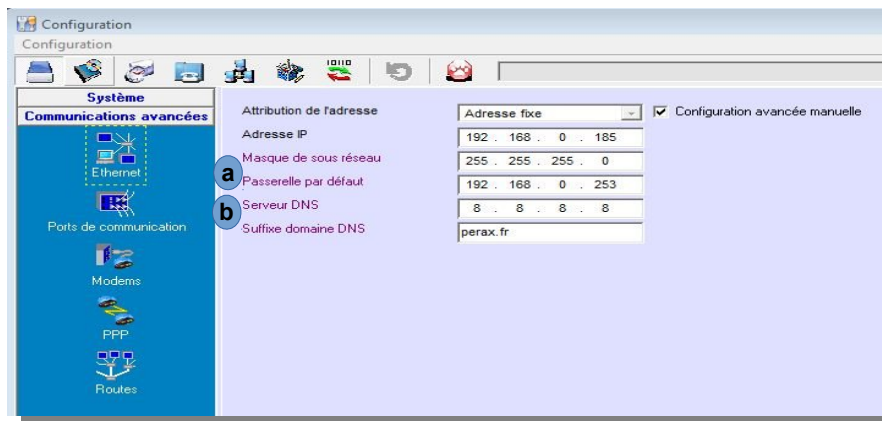 Configuration
Configuration
10110
Système
Communications avancées
Ethernet
Ports de communication
Modems
PPP
Routes
Attribution de l'adresse Adresse fixe Configuration avancée manuelle
Adresse IP 192 . 168 . 0 . 185
Masque de sous réseau 255 . 255 . 255 . 0
a
Passerelle par défaut 192 . 168 . 0 . 253
b
Serveur DNS 8 . 8 . 8 . 8
Suffixe domaine DNS perax.fr